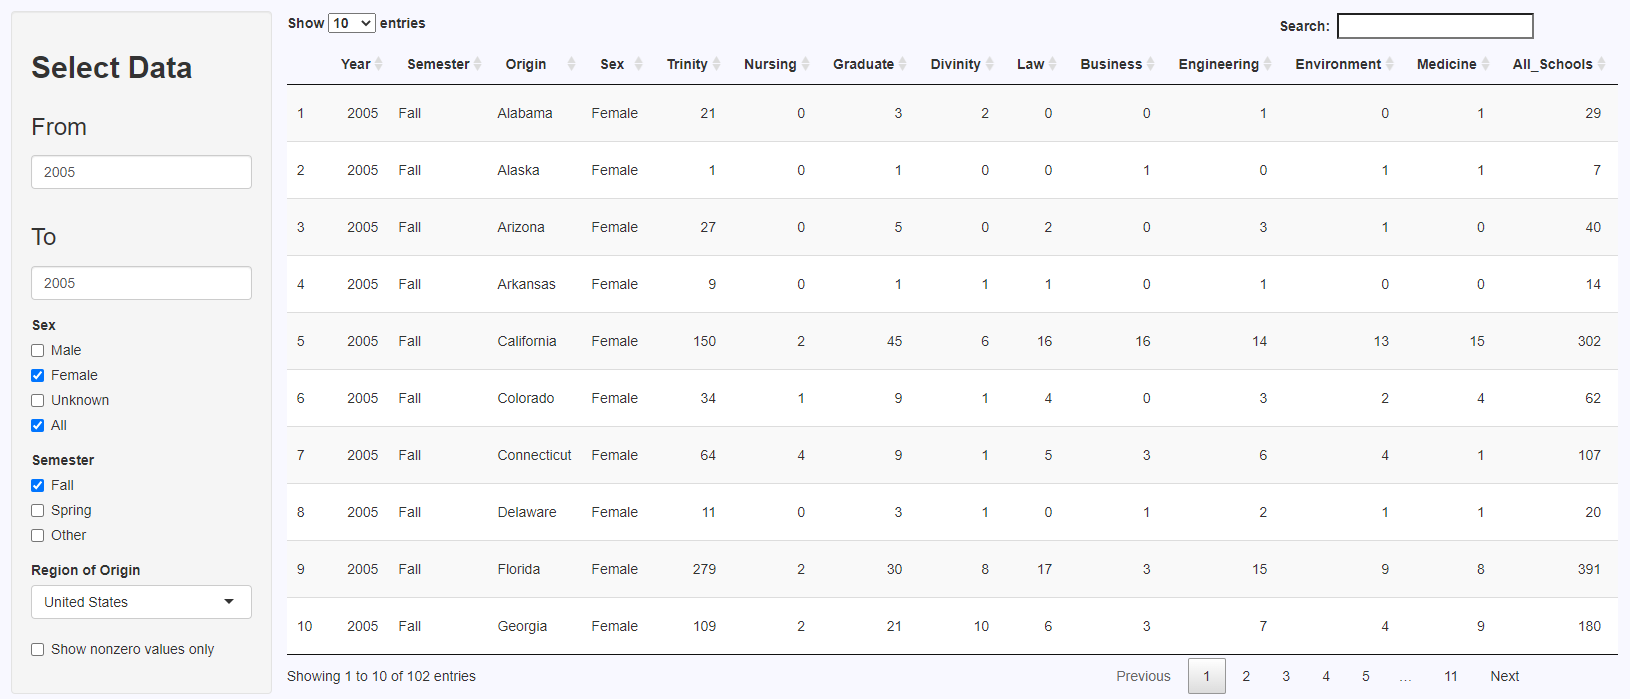 Select Data
From
2005
To
2005
Sex
Male
Female
Unknown
All
Semester
Fall
Spring
Other
Region of Origin
United States
Show nonzero values only
Show 10 entries
Search:
Year Semester Origin Sex Trinity Nursing Graduate Divinity Law Business Engineering Environment Medicine All_Schools
1 2005 Fall Alabama Female 21 0 3 2 0 0 1 0 1 29
2 2005 Fall Alaska Female 1 0 1 0 0 1 0 1 1 7
3 2005 Fall Arizona Female 27 0 5 0 2 0 3 1 0 40
4 2005 Fall Arkansas Female 9 0 1 1 1 0 1 0 0 14
5 2005 Fall California Female 150 2 45 6 16 16 14 13 15 302
6 2005 Fall Colorado Female 34 1 9 1 4 0 3 2 4 62
7 2005 Fall Connecticut Female 64 4 9 1 5 3 6 4 1 107
8 2005 Fall Delaware Female 11 0 3 1 0 1 2 1 1 20
9 2005 Fall Florida Female 279 2 30 8 17 3 15 9 8 391
10 2005 Fall Georgia Female 109 2 21 10 6 3 7 4 9 180
Showing 1 to 10 of 102 entries
Previous 1 2 3 4 5 … 11 Next